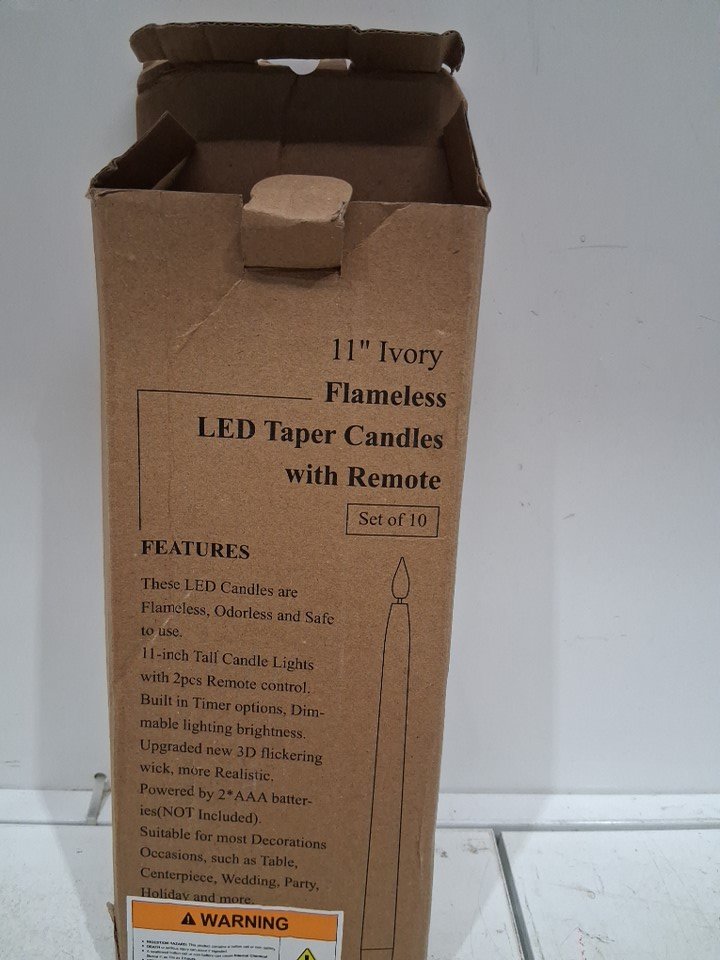 11" Ivory
Flameless
LED Taper Candles
with Remote
Set of 10
FEATURES
These LED Candles are
Flameless, Odorless and Safe
to use.
11-inch Tall Candle Lights
with 2pcs Remote control.
Built in Timer options, Dim-
mable lighting brightness.
Upgraded new 3D flickering
wick, more Realistic.
Powered by 2*AAA batter-
ies(NOT Included).
Suitable for most Decorations
Occasions, such as Table,
Centerpiece, Wedding, Party,
Holiday and more.
WARNING